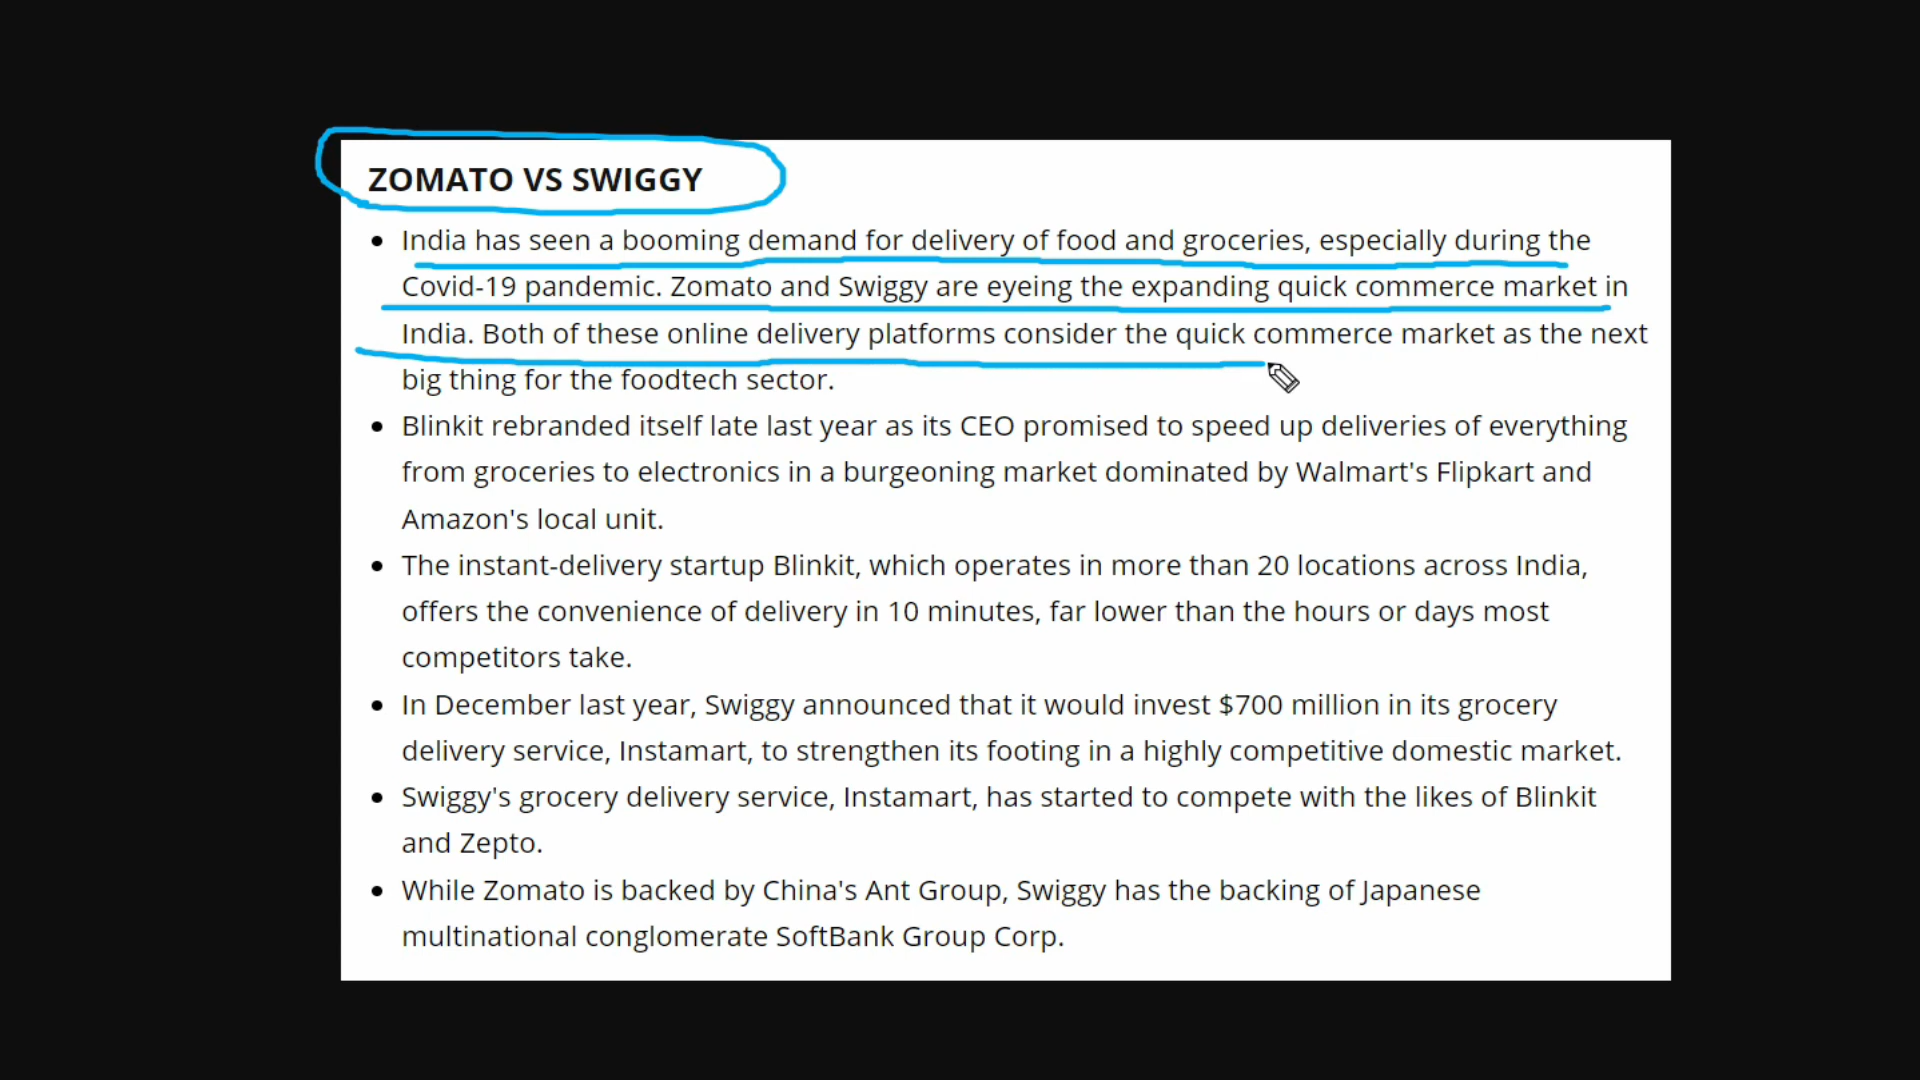 ZOMATO VS SWIGGY
• India has seen a booming demand for delivery of food and groceries, especially during the
Covid-19 pandemic. Zomato and Swiggy are eyeing the expanding quick commerce market in
India. Both of these online delivery platforms consider the quick commerce market as the next
big thing for the foodtech sector.
• Blinkit rebranded itself late last year as its CEO promised to speed up deliveries of everything
from groceries to electronics in a burgeoning market dominated by Walmart's Flipkart and
Amazon's local unit.
• The instant-delivery startup Blinkit, which operates in more than 20 locations across India,
offers the convenience of delivery in 10 minutes, far lower than the hours or days most
competitors take.
• In December last year, Swiggy announced that it would invest $700 million in its grocery
delivery service, Instamart, to strengthen its footing in a highly competitive domestic market.
• Swiggy's grocery delivery service, Instamart, has started to compete with the likes of Blinkit
and Zepto.
• While Zomato is backed by China's Ant Group, Swiggy has the backing of Japanese
multinational conglomerate SoftBank Group Corp.